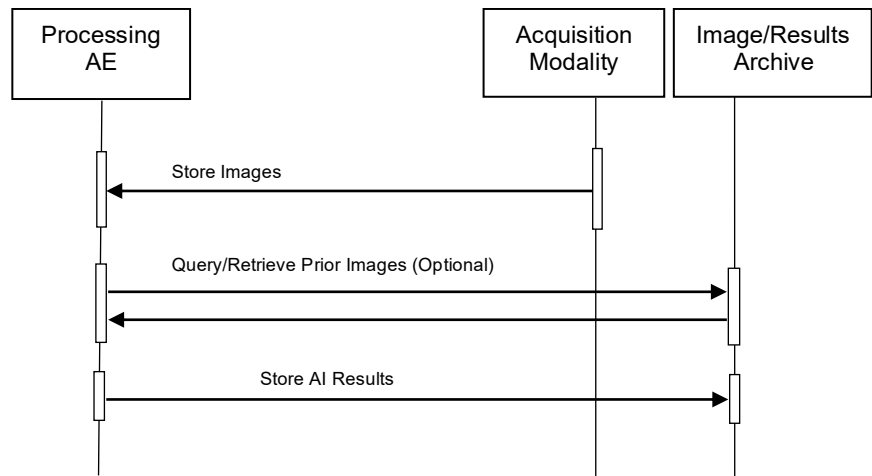 Processing
AE
Acquisition
Modality
Image/Results
Archive
Store Images
Query/Retrieve Prior Images (Optional)
Store AI Results